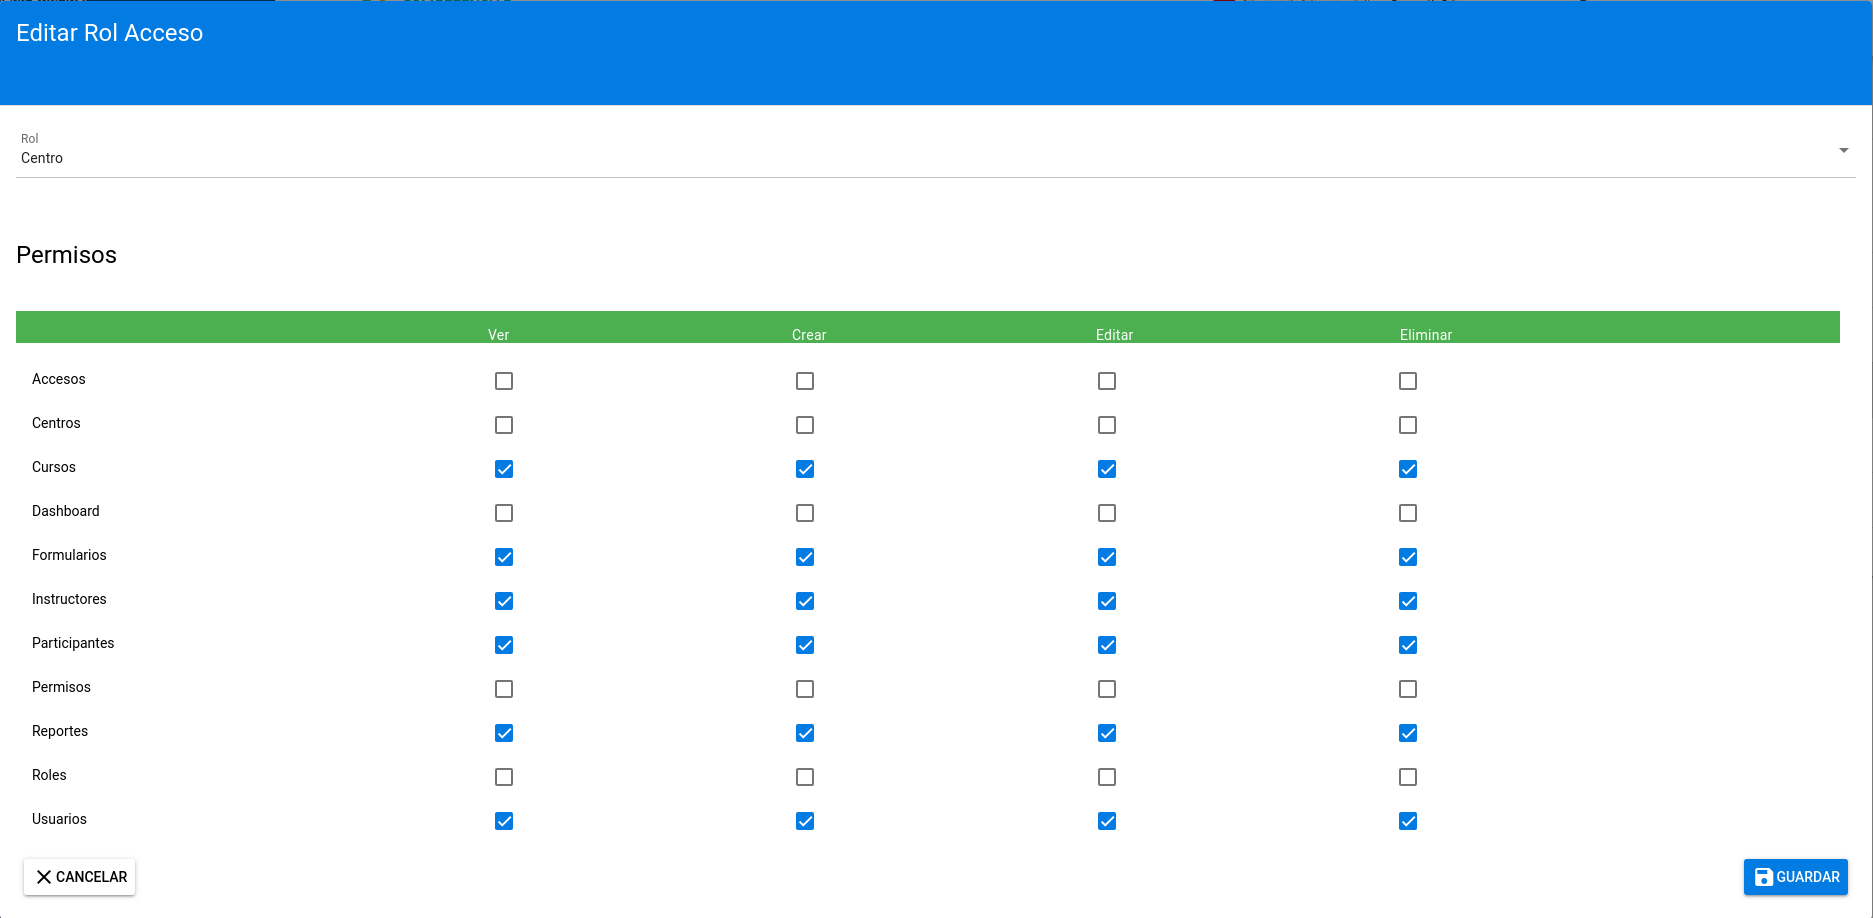 Editar Rol Acceso
Rol
Centro
Permisos
Ver Crear Editar Eliminar
Accesos
Centros
Cursos
Dashboard
Formularios
Instructores
Participantes
Permisos
Reportes
Roles
Usuarios
CANCELAR GUARDAR